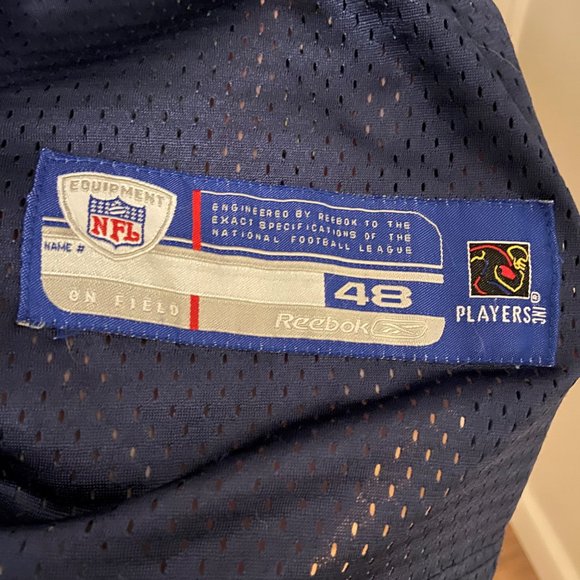 EQUIPMENT
NFL
NAME #
ENGINEERED BY REEBOK TO THE
EXACT SPECIFICATIONS OF THE
NATIONAL FOOTBALL LEAGUE
48
ON FIELD
Reebok
PLAYERS INC
®